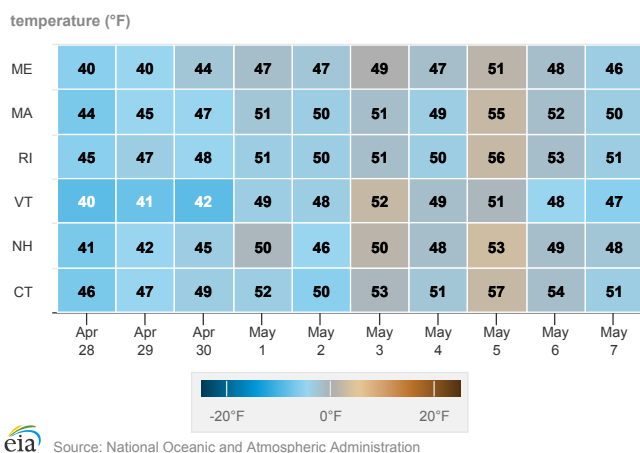 temperature (°F)
ME 40 40 44 47 47 49 47 51 48 46
MA 44 45 47 51 50 51 49 55 52 50
RI 45 47 48 51 50 51 50 56 53 51
VT 40 41 42 49 48 52 49 51 48 47
NH 41 42 45 50 46 50 48 53 49 48
CT 46 47 49 52 50 53 51 57 54 51
Apr Apr Apr May May May May May May May
28 29 30 1 2 3 4 5 6 7
-20°F 0°F 20°F
eia Source: National Oceanic and Atmospheric Administration